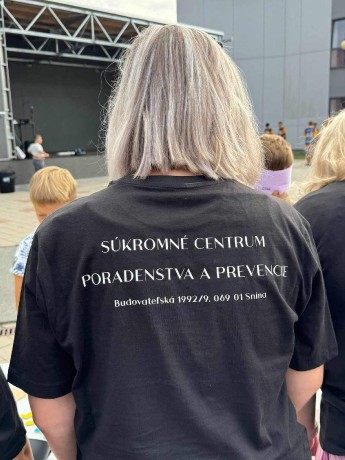 SÚKROMNÉ CENTRUM
PORADENSTVA A PREVENCIE
Budovateľská 1992/9, 069 01 Snina